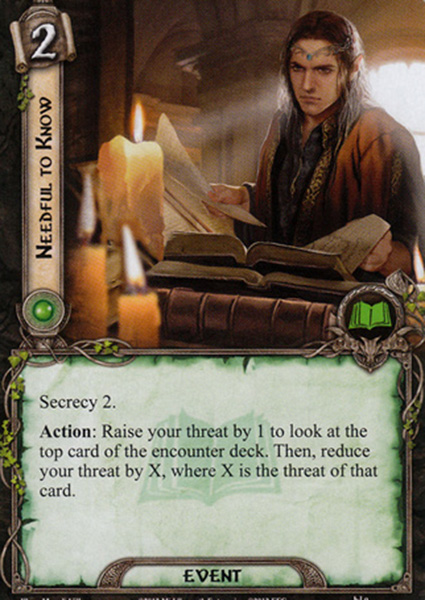 2
NEEDFUL TO KNOW
Secrecy 2.
Action: Raise your threat by 1 to look at the
top card of the encounter deck. Then, reduce
your threat by X, where X is the threat of that
card.
EVENT